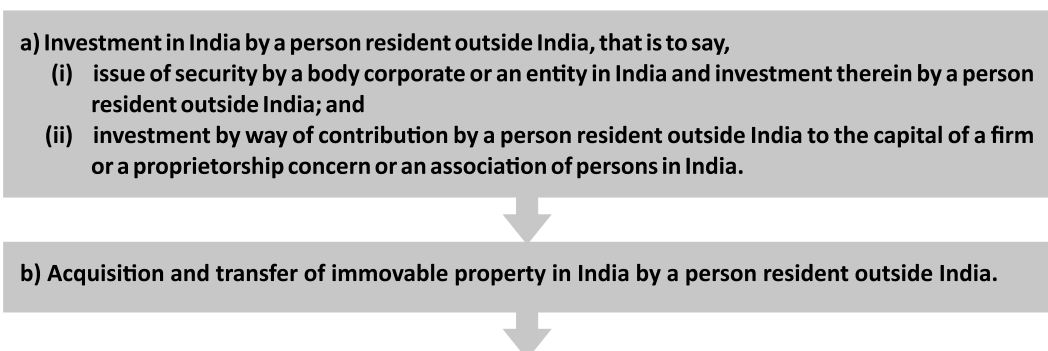 a) Investment in India by a person resident outside India, that is to say,
(i) issue of security by a body corporate or an entity in India and investment therein by a person
resident outside India; and
(ii) investment by way of contribution by a person resident outside India to the capital of a firm
or a proprietorship concern or an association of persons in India.
b) Acquisition and transfer of immovable property in India by a person resident outside India.